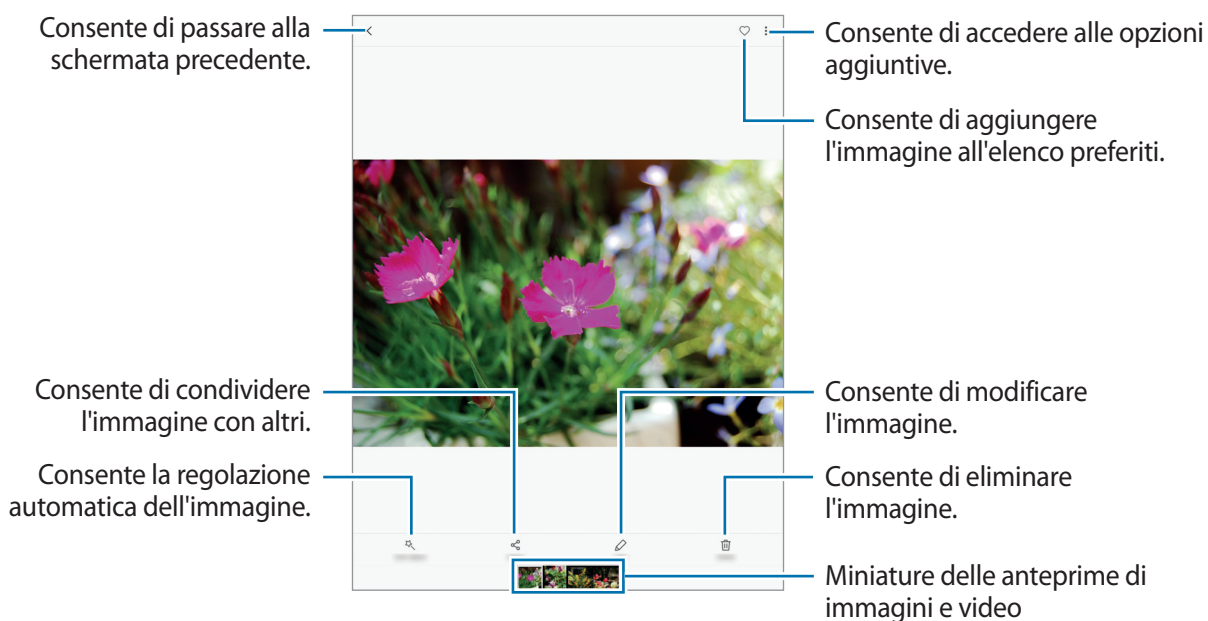 Consente di passare alla
schermata precedente.
Consente di accedere alle opzioni
aggiuntive.
Consente di aggiungere
l'immagine all'elenco preferiti.
Consente di condividere
l'immagine con altri.
Consente di modificare
l'immagine.
Consente la regolazione
automatica dell'immagine.
Consente di eliminare
l'immagine.
Miniature delle anteprime di
immagini e video